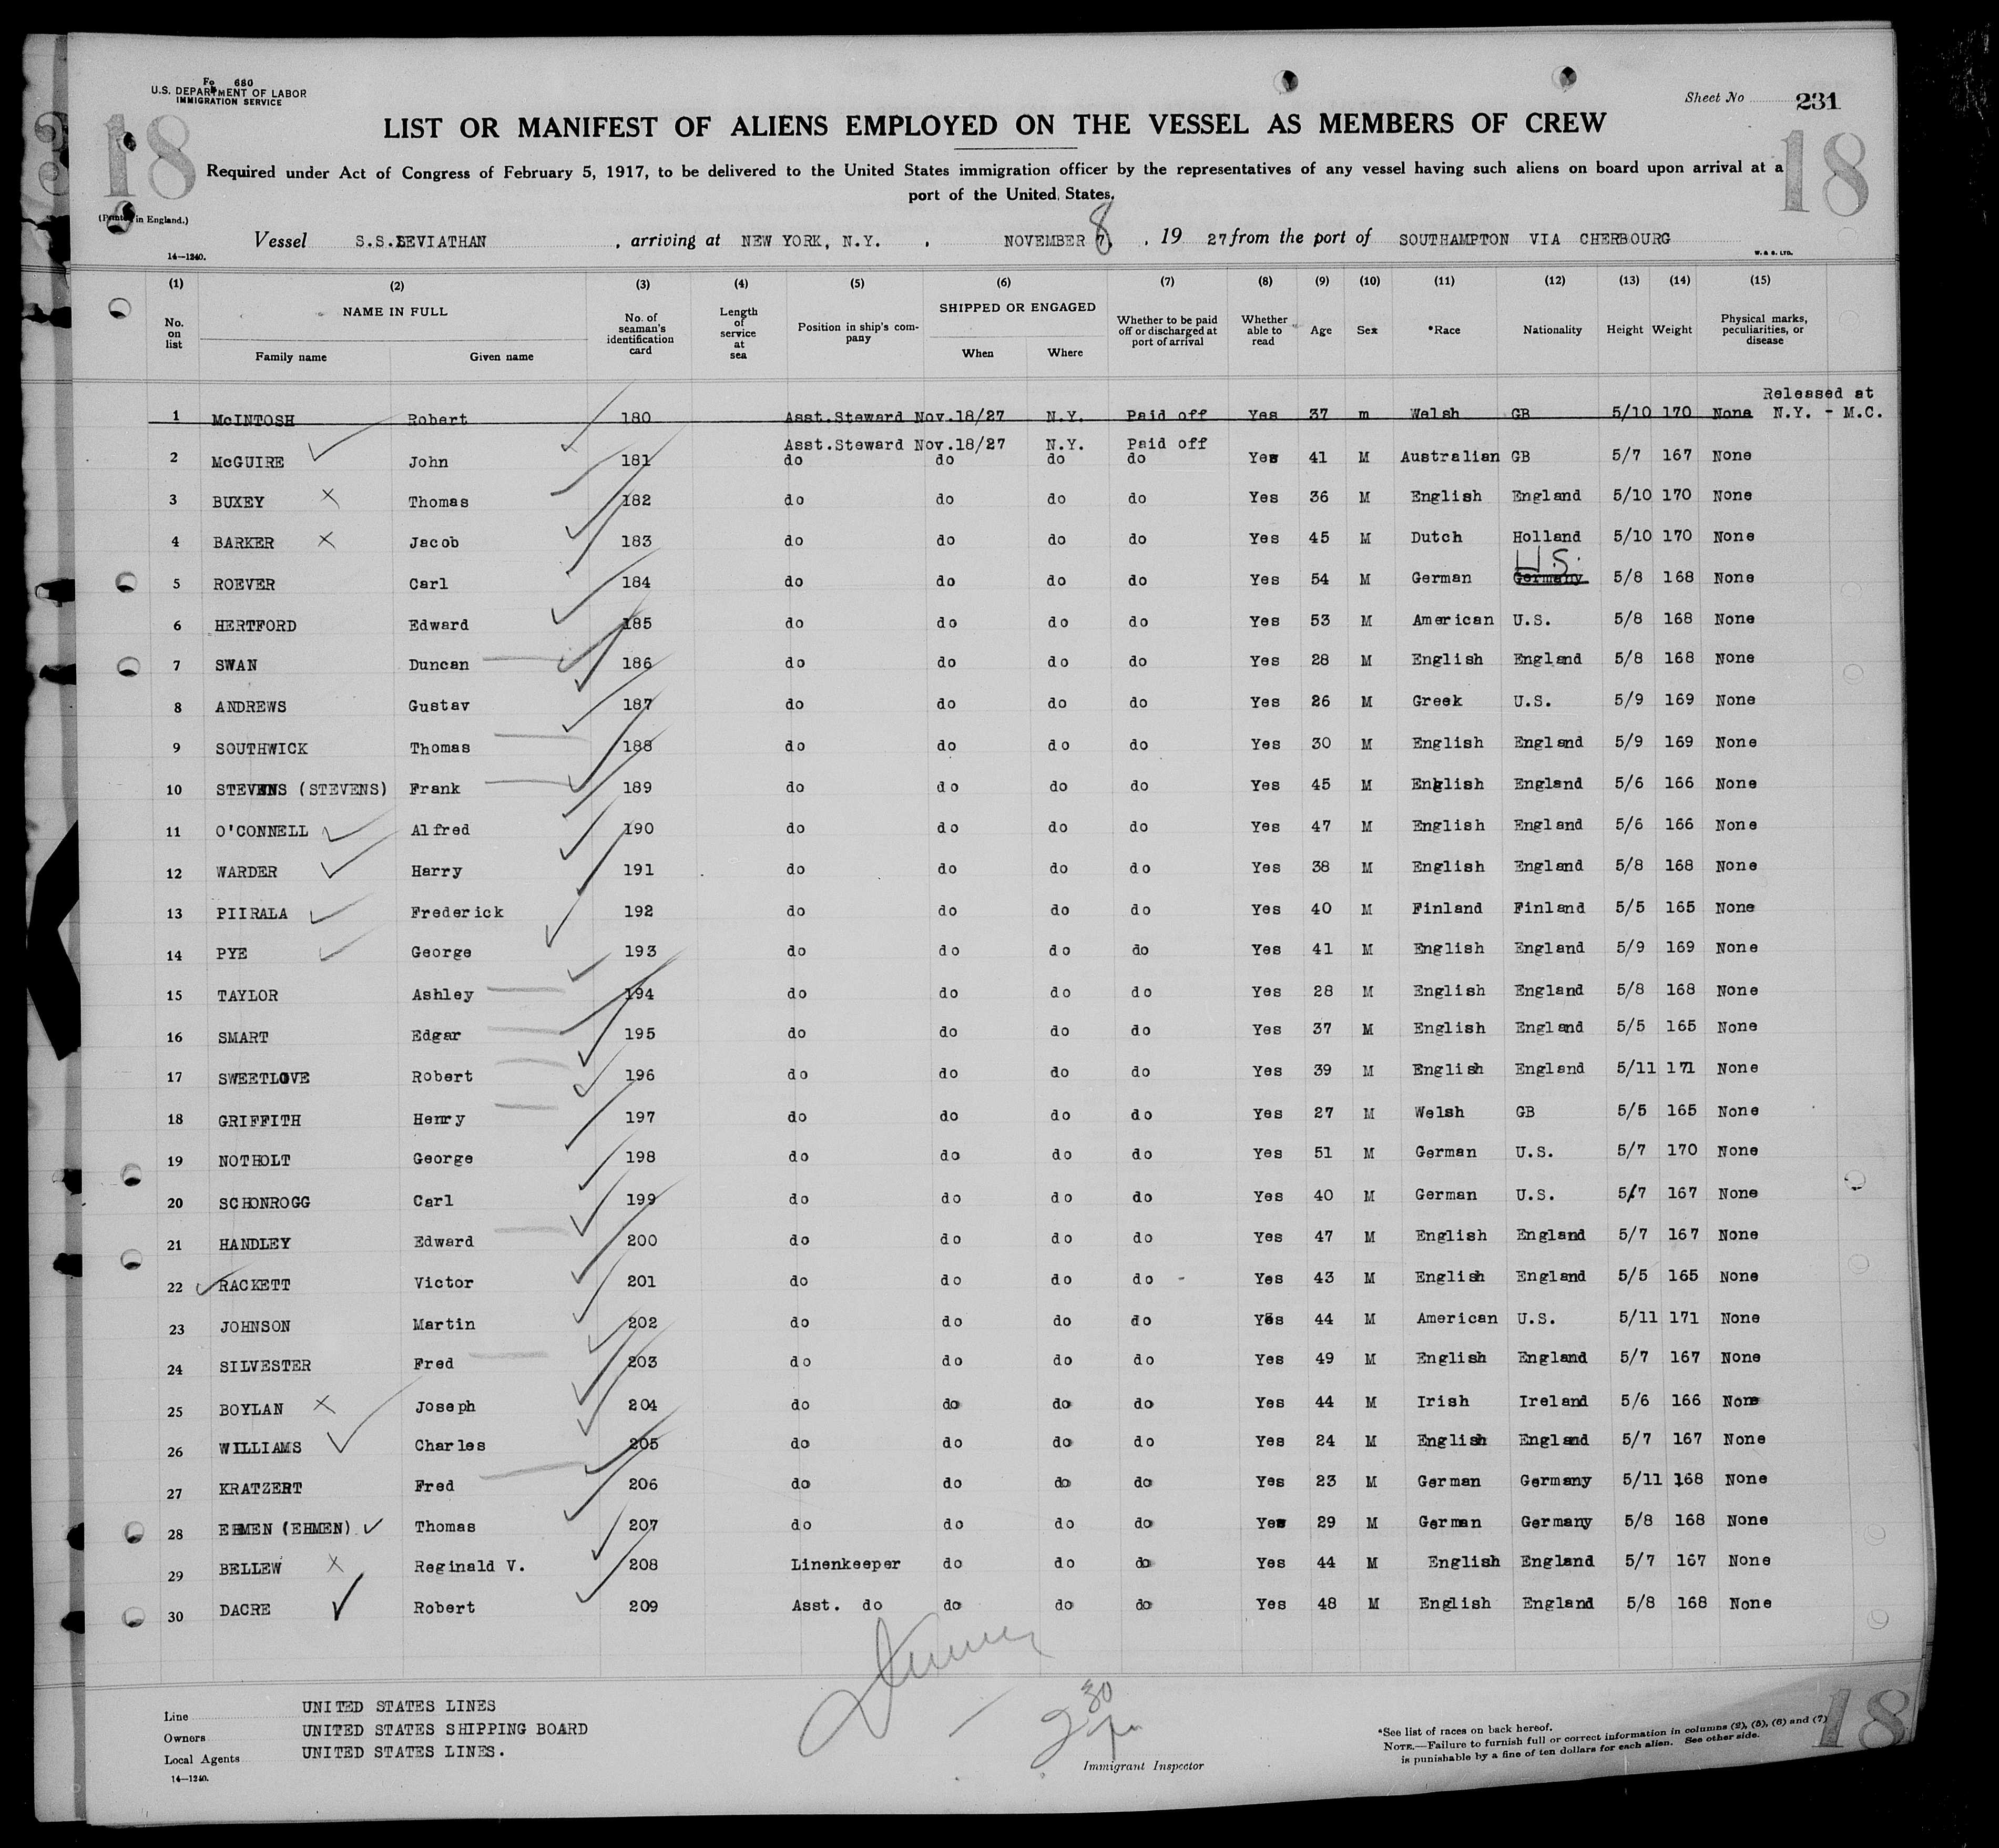 Fo 680
U.S. DEPARTMENT OF LABOR
IMMIGRATION SERVICE
Sheet No 231
18
18
LIST OR MANIFEST OF ALIENS EMPLOYED ON THE VESSEL AS MEMBERS OF CREW
Required under Act of Congress of February 5, 1917, to be delivered to the United States immigration officer by the representatives of any vessel having such aliens on board upon arrival at a
port of the United States.
(Printed in England.)
Vessel S.S.LEVIATHAN , arriving at NEW YORK, N.Y. , NOVEMBER 8 , 19 27 from the port of SOUTHAMPTON VIA CHERBOURG
14—1240. W. & S. LTD.
(1) (2) (3) (4) (5) (6) (7) (8) (9) (10) (11) (12) (13) (14) (15)
No. on list NAME IN FULL Family name Given name No. of seaman's identification card Length of service at sea Position in ship's company SHIPPED OR ENGAGED When Where Whether to be paid off or discharged at port of arrival Whether able to read Age Sex *Race Nationality Height Weight Physical marks, peculiarities, or disease
Released at
1 McINTOSH Robert 180 Asst.Steward Nov.18/27 N.Y. Paid off Yes 37 m Welsh GB 5/10 170 None N.Y. - M.C.
Asst.Steward Nov.18/27 N.Y. Paid off
2 McGUIRE John 181 do do do do Yes 41 M Australian GB 5/7 167 None
3 BUXEY Thomas 182 do do do do Yes 36 M English England 5/10 170 None
4 BARKER Jacob 183 do do do do Yes 45 M Dutch Holland 5/10 170 None
U.S.
5 ROEVER Carl 184 do do do do Yes 54 M German Germany 5/8 168 None
6 HERTFORD Edward 185 do do do do Yes 53 M American U.S. 5/8 168 None
7 SWAN Duncan 186 do do do do Yes 28 M English England 5/8 168 None
8 ANDREWS Gustav 187 do do do do Yes 26 M Greek U.S. 5/9 169 None
9 SOUTHWICK Thomas 188 do do do do Yes 30 M English England 5/9 169 None
10 STEVENS (STEVENS) Frank 189 do do do do Yes 45 M English England 5/6 166 None
11 O'CONNELL Alfred 190 do do do do Yes 47 M English England 5/6 166 None
12 WARDER Harry 191 do do do do Yes 38 M English England 5/8 168 None
13 PIIRALA Frederick 192 do do do do Yes 40 M Finland Finland 5/5 165 None
14 PYE George 193 do do do do Yes 41 M English England 5/9 169 None
15 TAYLOR Ashley 194 do do do do Yes 28 M English England 5/8 168 None
16 SMART Edgar 195 do do do do Yes 37 M English England 5/5 165 None
17 SWEETLOVE Robert 196 do do do do Yes 39 M English England 5/11 171 None
18 GRIFFITH Henry 197 do do do do Yes 27 M Welsh GB 5/5 165 None
19 NOTHOLT George 198 do do do do Yes 51 M German U.S. 5/7 170 None
20 SCHONROGG Carl 199 do do do do Yes 40 M German U.S. 5/7 167 None
21 HANDLEY Edward 200 do do do do Yes 47 M English England 5/7 167 None
22 RACKETT Victor 201 do do do do - Yes 43 M English England 5/5 165 None
23 JOHNSON Martin 202 do do do do Yes 44 M American U.S. 5/11 171 None
24 SILVESTER Fred 203 do do do do Yes 49 M English England 5/7 167 None
25 BOYLAN Joseph 204 do do do do Yes 44 M Irish Ireland 5/6 166 None
26 WILLIAMS Charles 205 do do do do Yes 24 M English England 5/7 167 None
27 KRATZERT Fred 206 do do do do Yes 23 M German Germany 5/11 168 None
28 EHMEN (EHMEN) Thomas 207 do do do do Yes 29 M German Germany 5/8 168 None
29 BELLEW Reginald V. 208 Linenkeeper do do do Yes 44 M English England 5/7 167 None
30 DACRE Robert 209 Asst. do do do do Yes 48 M English England 5/8 168 None
Line UNITED STATES LINES
Owners UNITED STATES SHIPPING BOARD
Local Agents UNITED STATES LINES.
14—1240.
2 30
Immigrant Inspector
*See list of races on back hereof.
NOTE.—Failure to furnish full or correct information in columns (2), (5), (6) and (7)
is punishable by a fine of ten dollars for each alien. See other side.
18